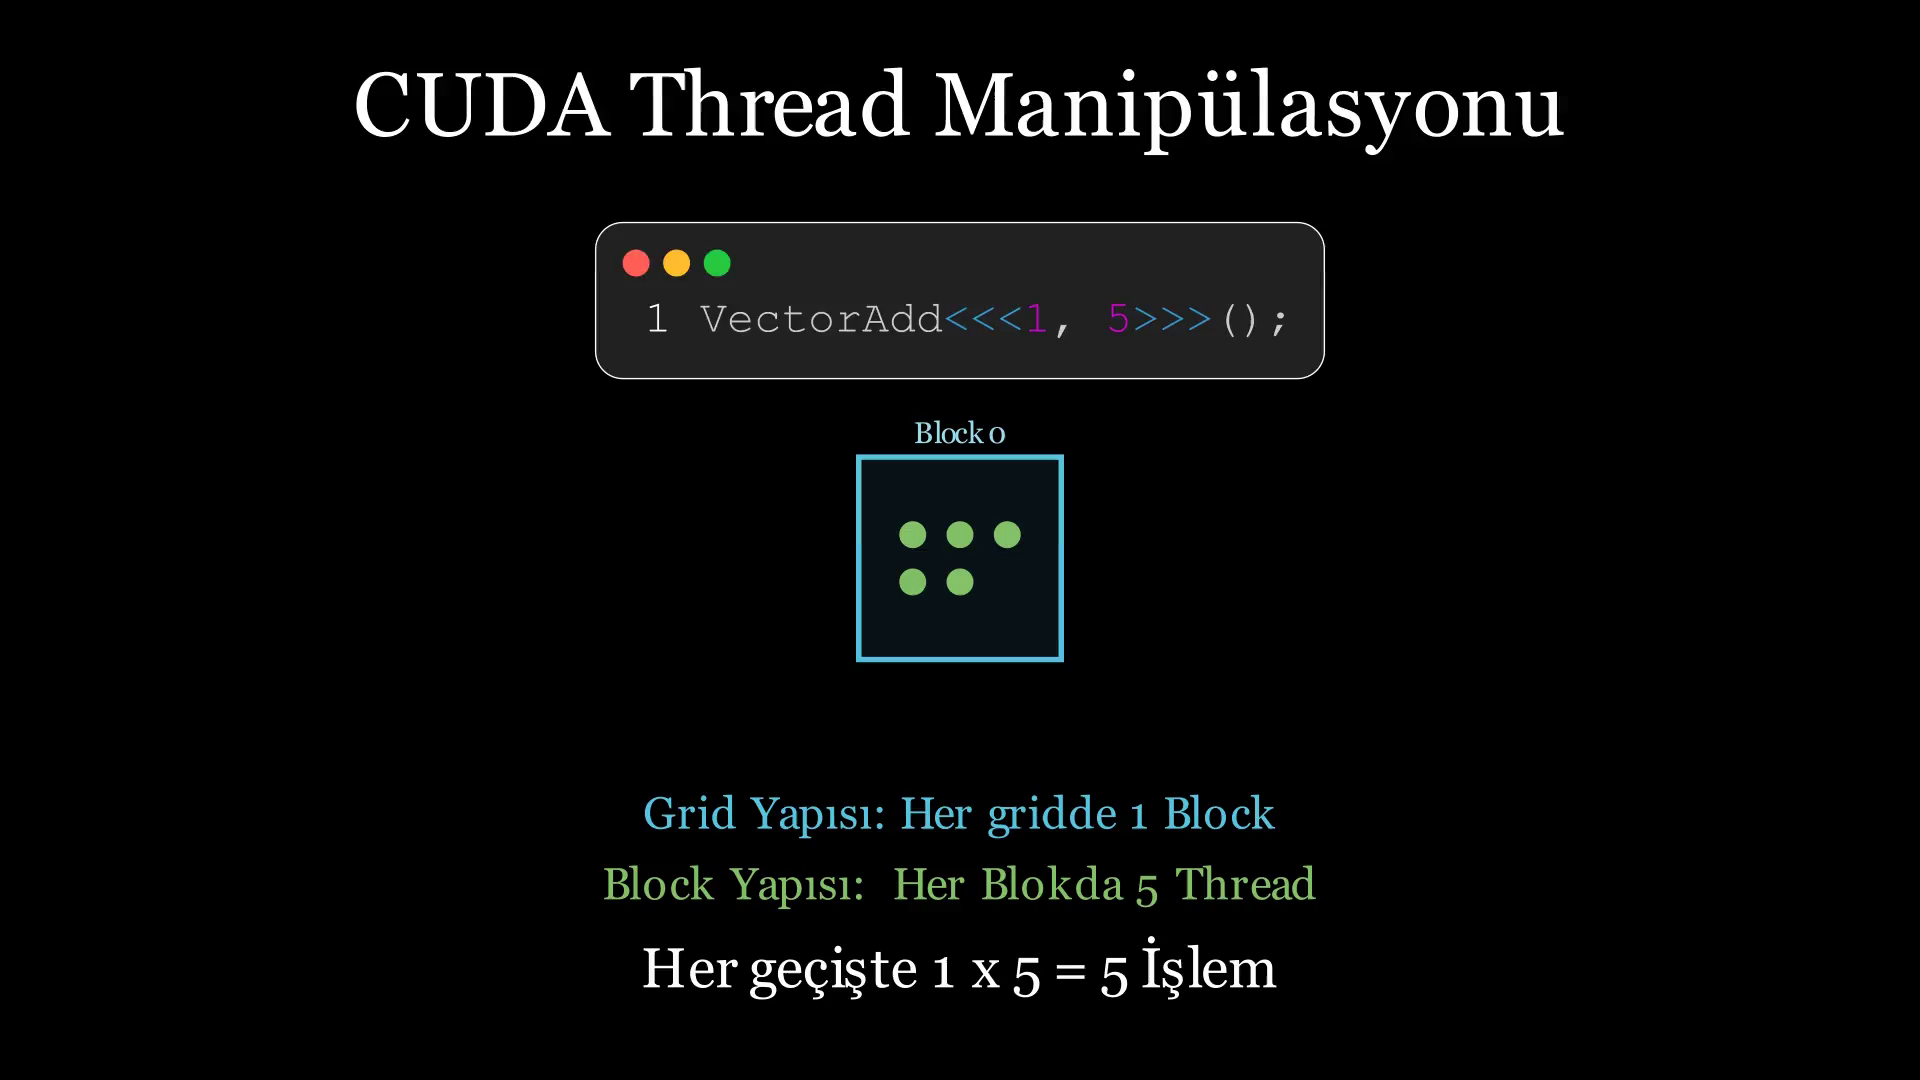 CUDA Thread Manipülasyonu
1 VectorAdd<<<1, 5>>>();
Block 0
Grid Yapısı: Her gridde 1 Block
Block Yapısı: Her Blokda 5 Thread
Her geçişte 1 x 5 = 5 İşlem